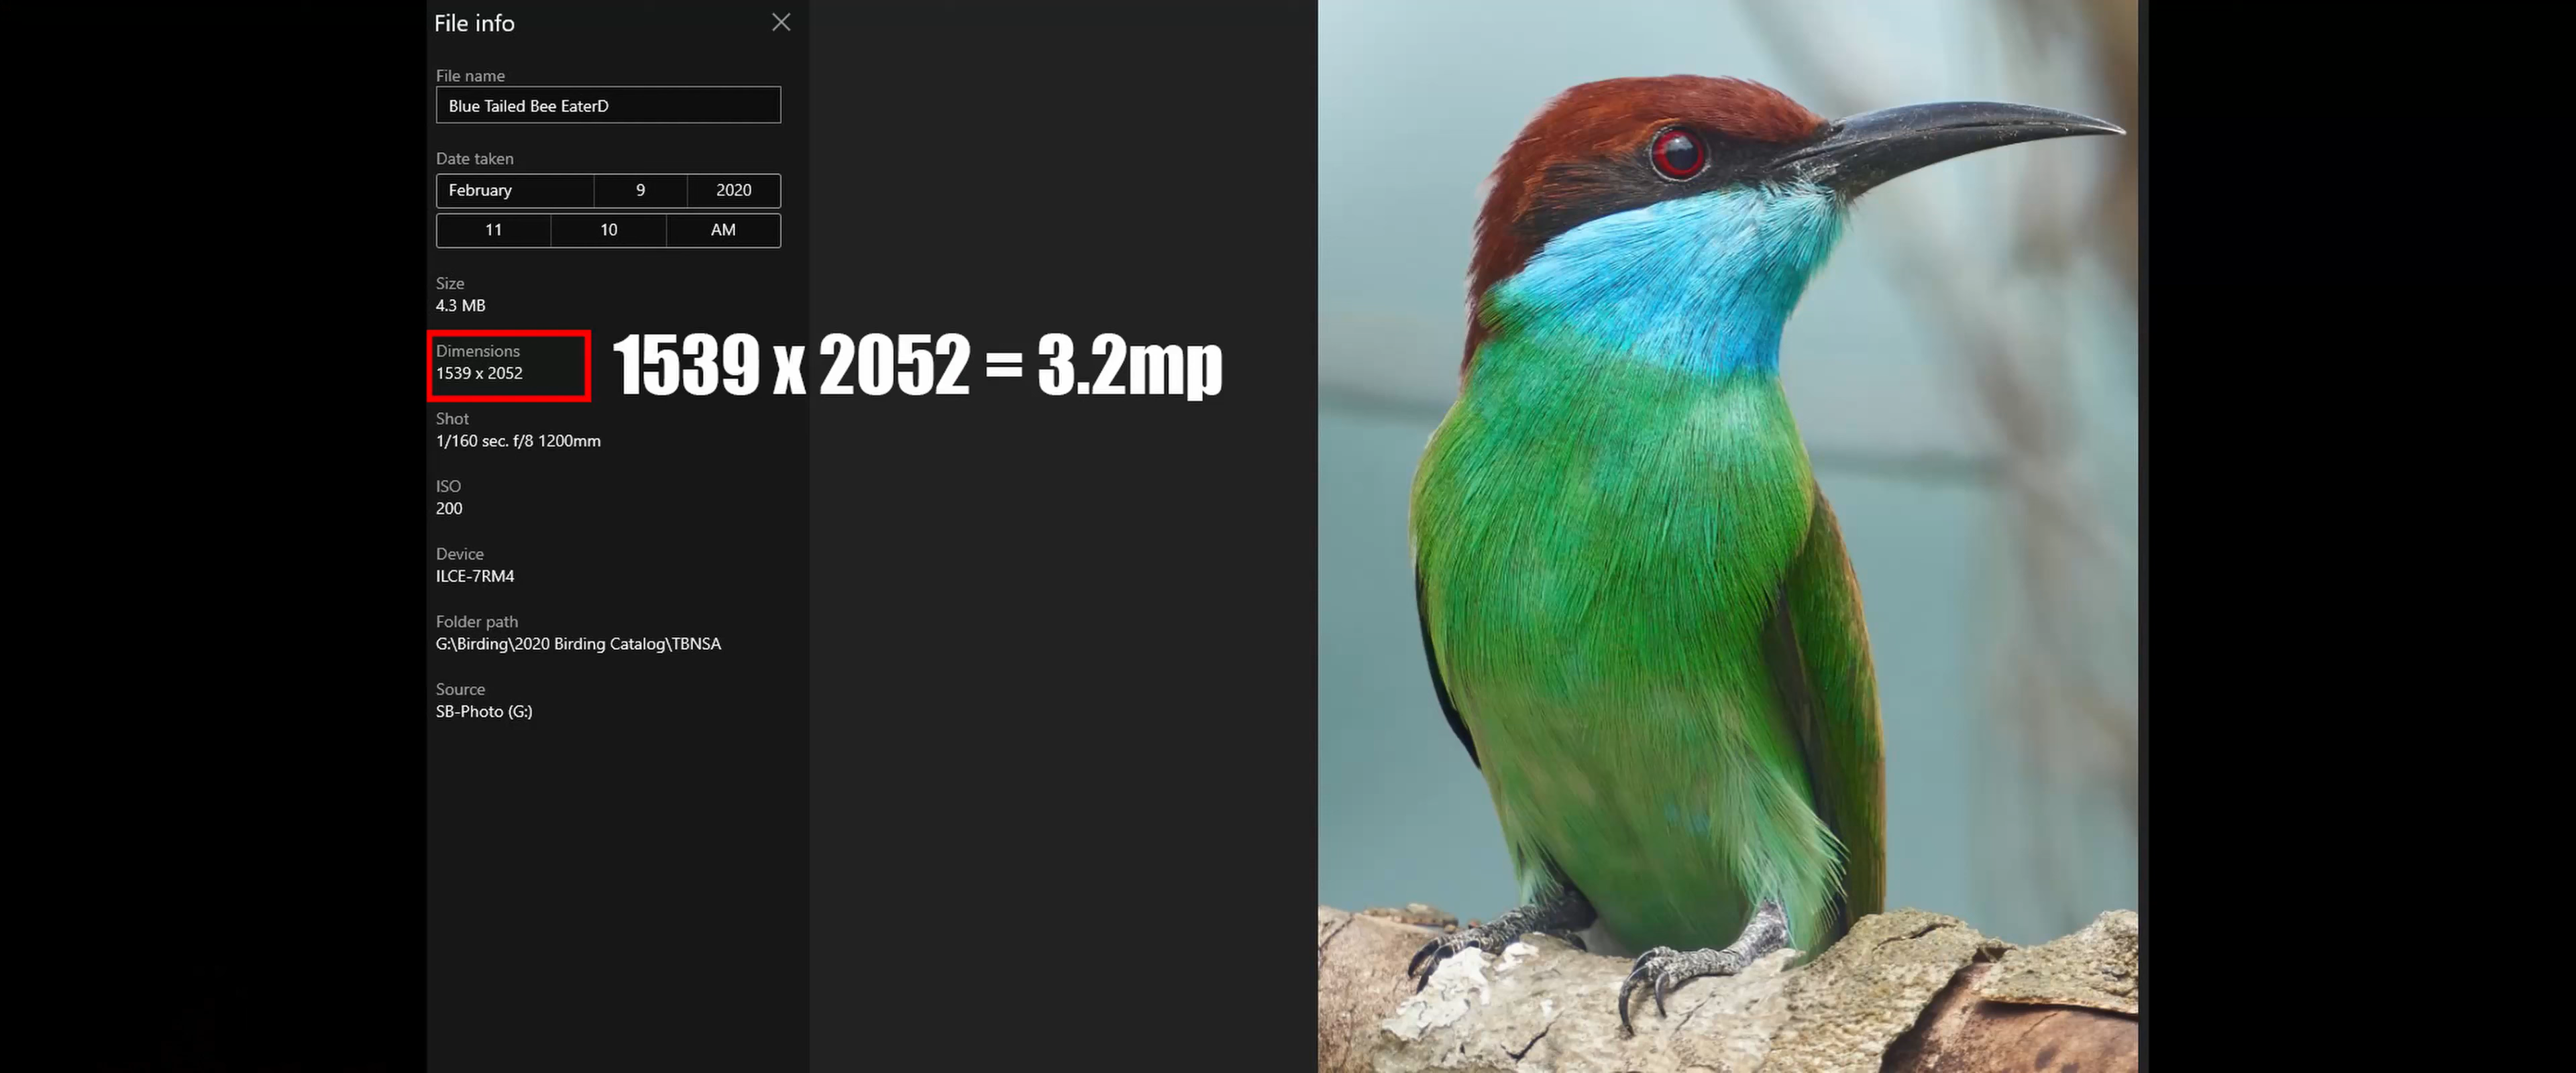 File info
File name
Blue Tailed Bee EaterD
Date taken
February 9 2020
11 10 AM
Size
4.3 MB
Dimensions
1539 x 2052
1539 x 2052 = 3.2mp
Shot
1/160 sec. f/8 1200mm
ISO
200
Device
ILCE-7RM4
Folder path
G:\Birding\2020 Birding Catalog\TBNSA
Source
SB-Photo (G:)